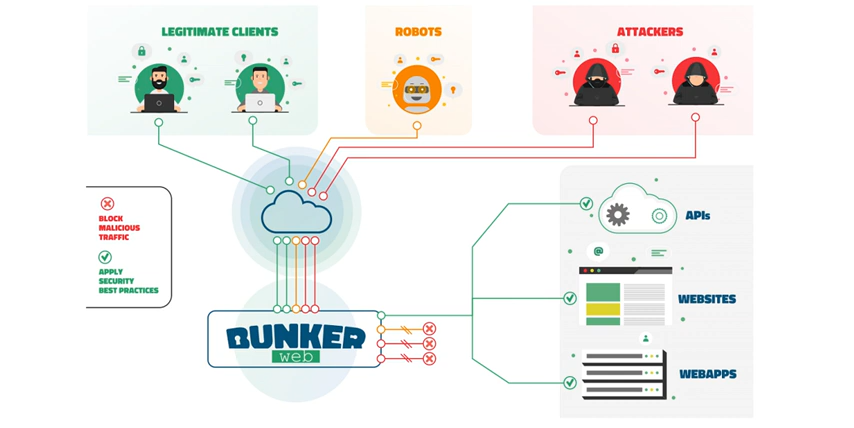 LEGITIMATE CLIENTS
ROBOTS
ATTACKERS
BLOCK
MALICIOUS
TRAFFIC
APPLY
SECURITY
BEST PRACTICES
APIs
@
WEBSITES
BUNKER
web
WEBAPPS